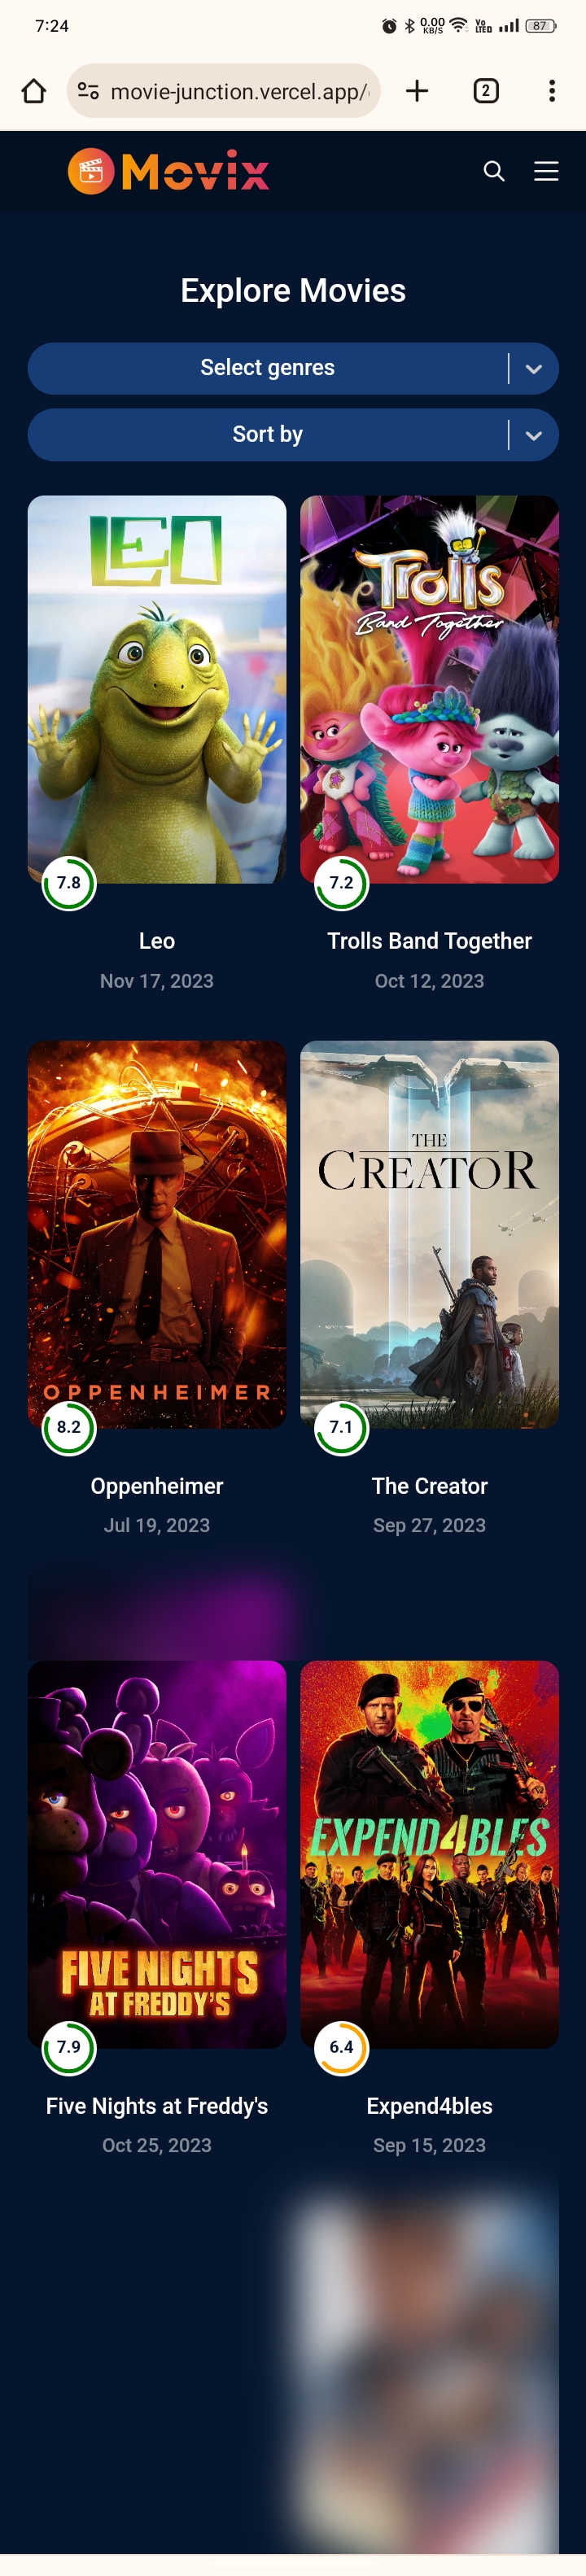 7:24
0.00
KB/S
Vo
LTED
87
movie-junction.vercel.app/
2
Movix
Explore Movies
Select genres
Sort by
LEO
Trolls
Band Together
7.8
7.2
Leo
Trolls Band Together
Nov 17, 2023
Oct 12, 2023
THE
CREATOR
OPPENHEIMER
8.2
7.1
Oppenheimer
The Creator
Jul 19, 2023
Sep 27, 2023
EXPEND4BLES
FIVE NIGHTS
AT FREDDY'S
7.9
6.4
Five Nights at Freddy's
Expend4bles
Oct 25, 2023
Sep 15, 2023